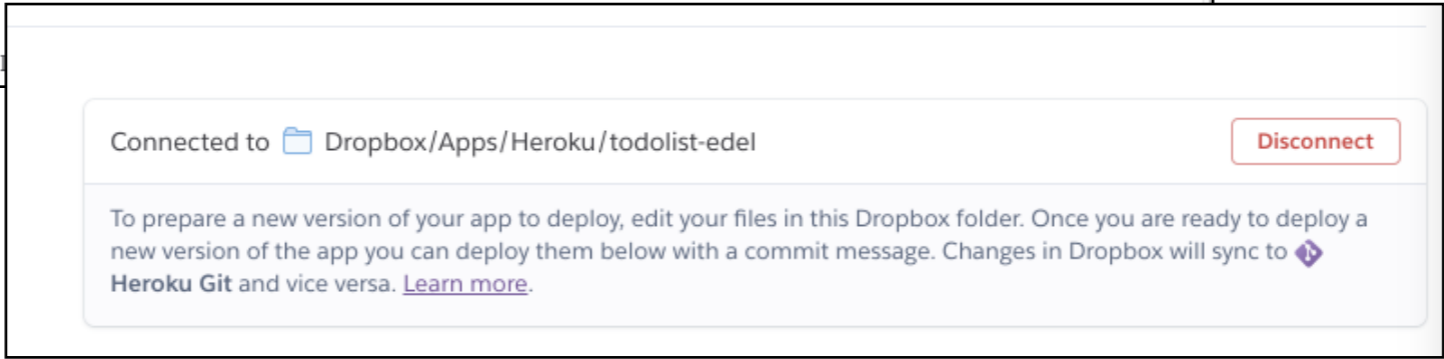 Connected to Dropbox/Apps/Heroku/todolist-edel
Disconnect
To prepare a new version of your app to deploy, edit your files in this Dropbox folder. Once you are ready to deploy a
new version of the app you can deploy them below with a commit message. Changes in Dropbox will sync to
Heroku Git and vice versa. Learn more.